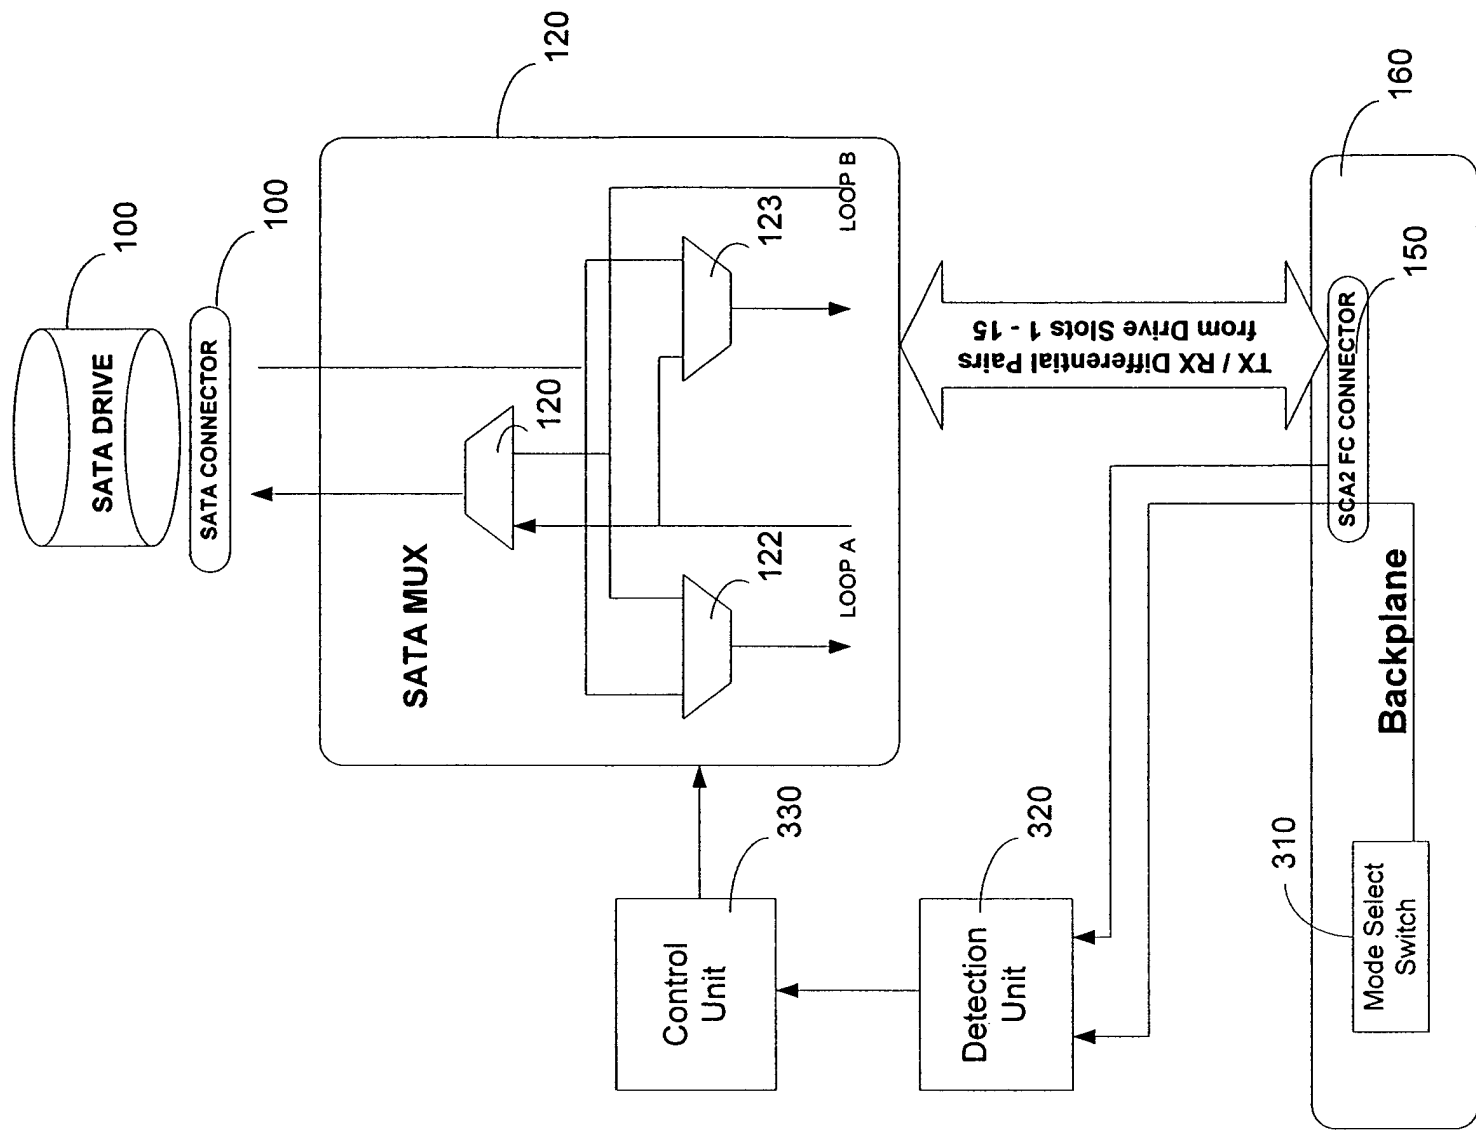 SATA DRIVE
100
SATA CONNECTOR
100
SATA MUX
120
120
122
123
LOOP A
LOOP B
Control
Unit
330
Detection
Unit
320
TX / RX Differential Pairs
from Drive Slots 1 - 15
Backplane
160
SCA2 FC CONNECTOR
150
Mode Select
Switch
310